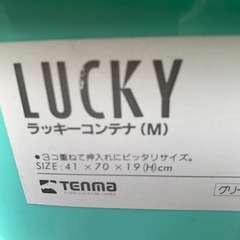 LUCKY
ラッキーコンテナ(M)
●3コ重ねて押入れにピッタリサイズ。
SIZE:41×70×19(H)cm
TENMA
グリー